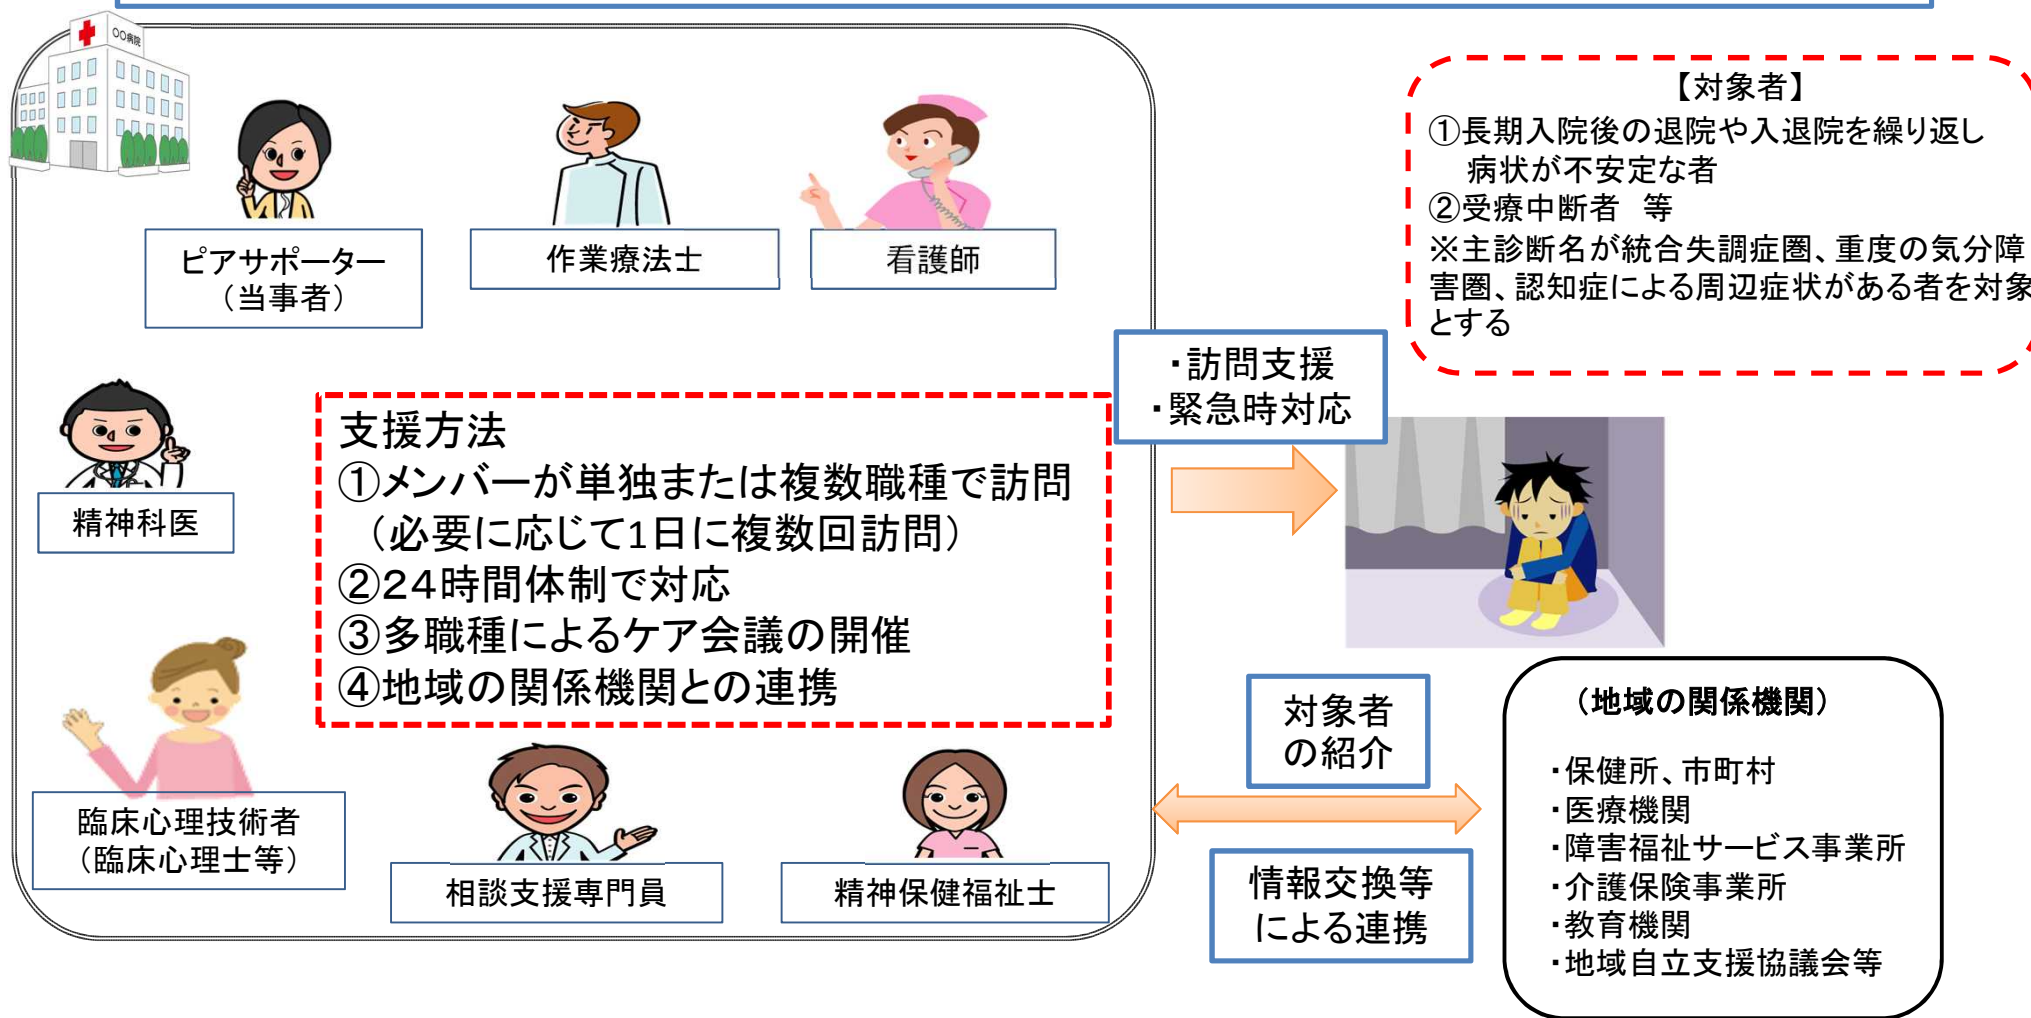 〇〇病院
ピアサポーター
（当事者）
作業療法士
看護師
【対象者】
①長期入院後の退院や入退院を繰り返し
病状が不安定な者
②受療中断者　等
※主診断名が統合失調症圏、重度の気分障
害圏、認知症による周辺症状がある者を対象
とする
・訪問支援
・緊急時対応
精神科医
支援方法
①メンバーが単独または複数職種で訪問
（必要に応じて1日に複数回訪問）
②２４時間体制で対応
③多職種によるケア会議の開催
④地域の関係機関との連携
臨床心理技術者
（臨床心理士等）
相談支援専門員
精神保健福祉士
対象者
の紹介
情報交換等
による連携
（地域の関係機関）
・保健所、市町村
・医療機関
・障害福祉サービス事業所
・介護保険事業所
・教育機関
・地域自立支援協議会等